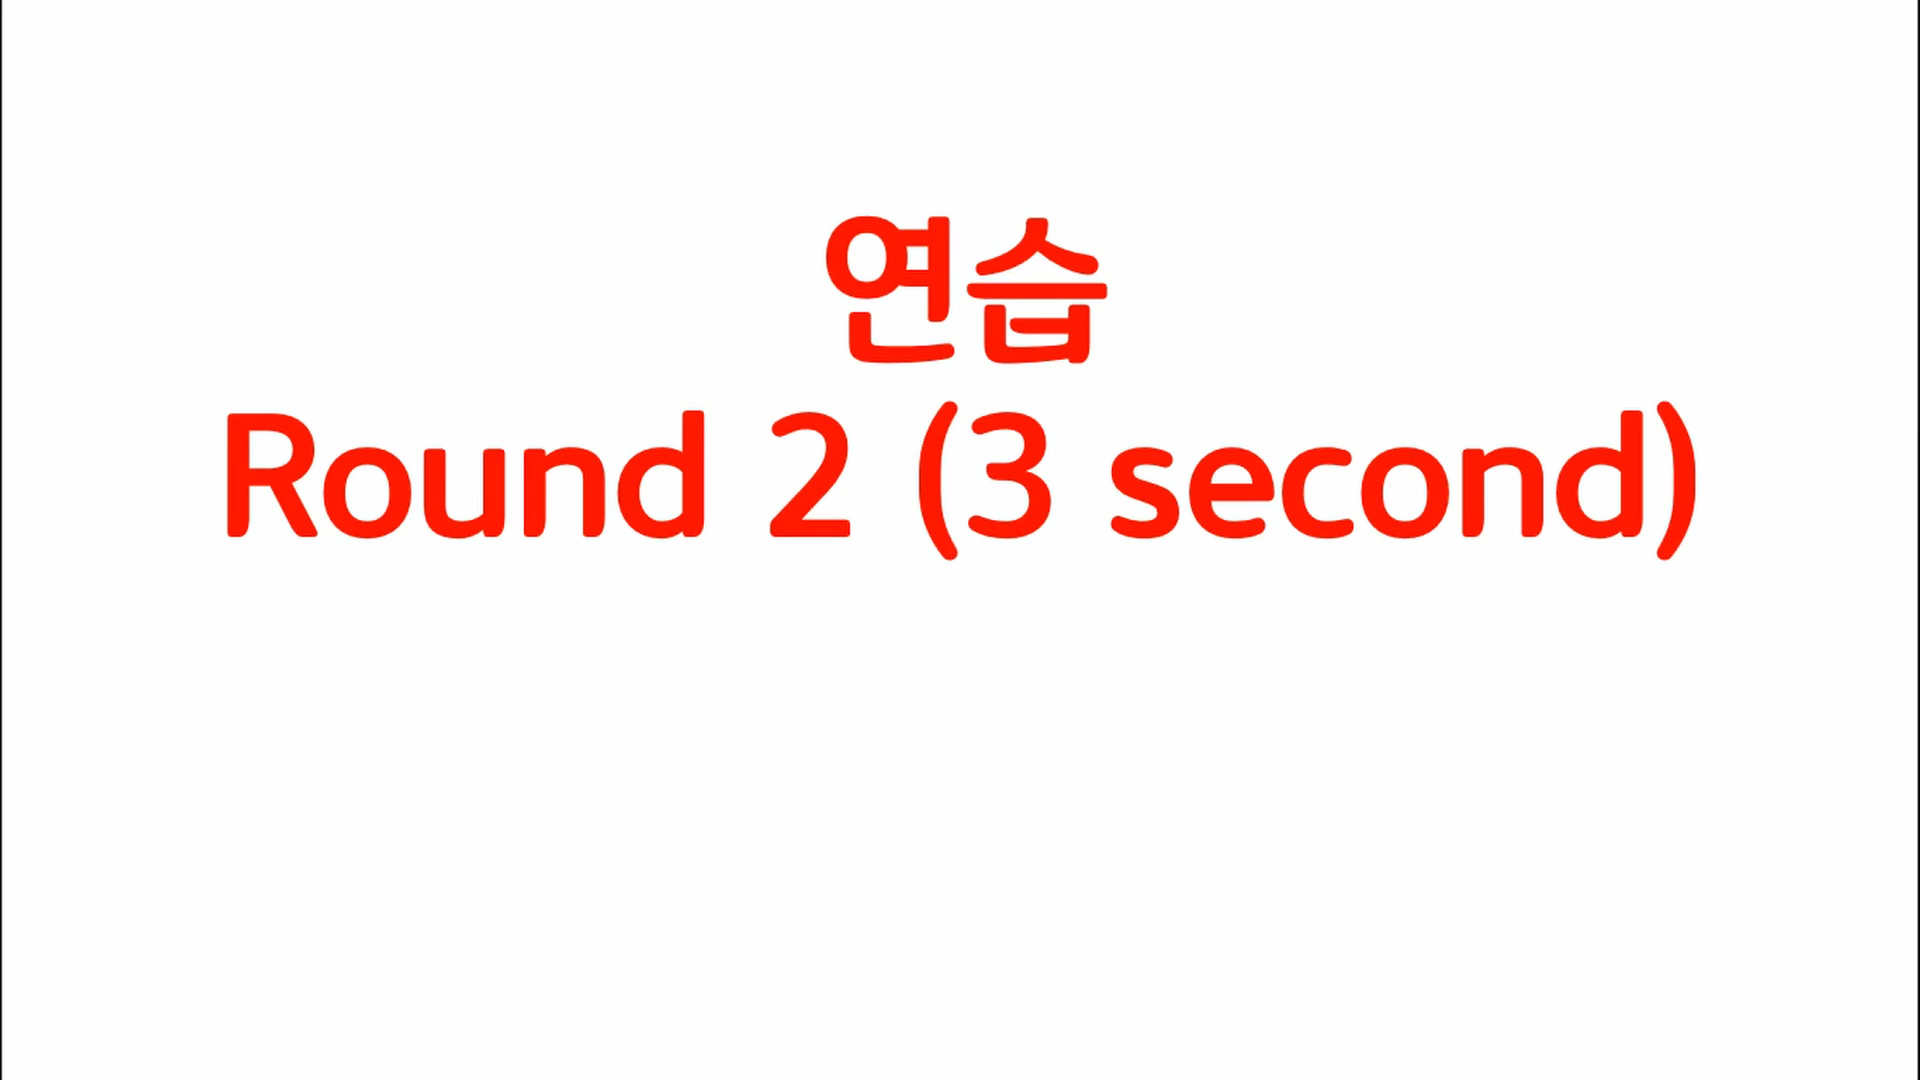 연습
Round 2 (3 second)